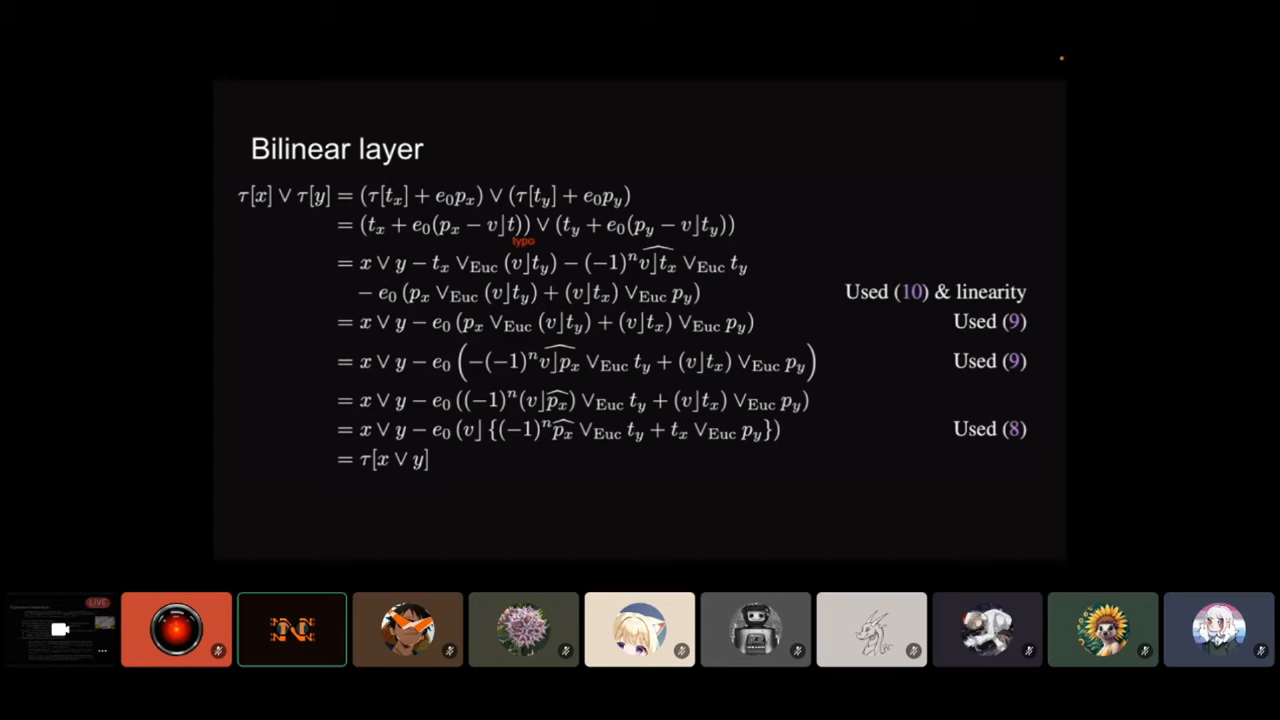 Bilinear layer
τ[x] ∨ τ[y] = (τ[t_x] + e_0p_x) ∨ (τ[t_y] + e_0p_y)
= (t_x + e_0(p_x − v⌋t)) ∨ (t_y + e_0(p_y − v⌋t_y))
typo
= x ∨ y − t_x ∨_Euc (v⌋t_y) − (−1)^n \widehat{v⌋t_x} ∨_Euc t_y
− e_0 (p_x ∨_Euc (v⌋t_y) + (v⌋t_x) ∨_Euc p_y) Used (10) & linearity
= x ∨ y − e_0 (p_x ∨_Euc (v⌋t_y) + (v⌋t_x) ∨_Euc p_y) Used (9)
= x ∨ y − e_0 (−(−1)^n \widehat{v⌋p_x} ∨_Euc t_y + (v⌋t_x) ∨_Euc p_y) Used (9)
= x ∨ y − e_0 ((−1)^n (v⌋\widehat{p_x}) ∨_Euc t_y + (v⌋t_x) ∨_Euc p_y)
= x ∨ y − e_0 (v⌋ {(−1)^n \widehat{p_x} ∨_Euc t_y + t_x ∨_Euc p_y}) Used (8)
= τ[x ∨ y]
LIVE